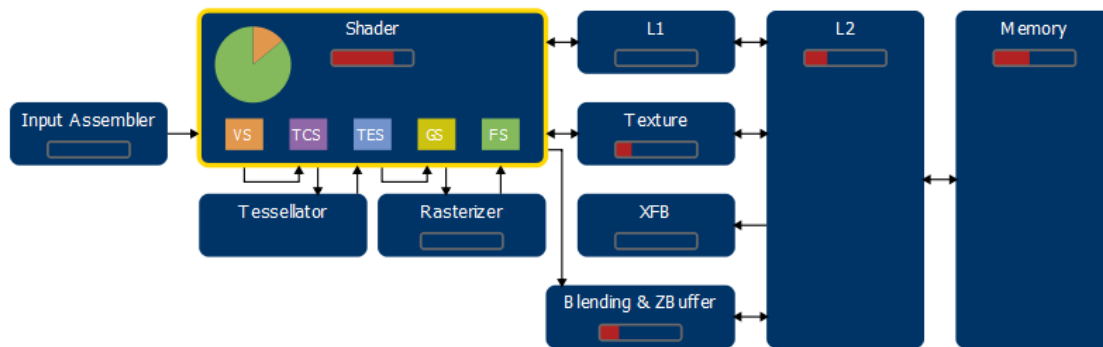 Shader
L1
L2
Memory
Input Assembler
VS
TCS
TES
GS
FS
Texture
Tessellator
Rasterizer
XFB
Blending & ZBuffer